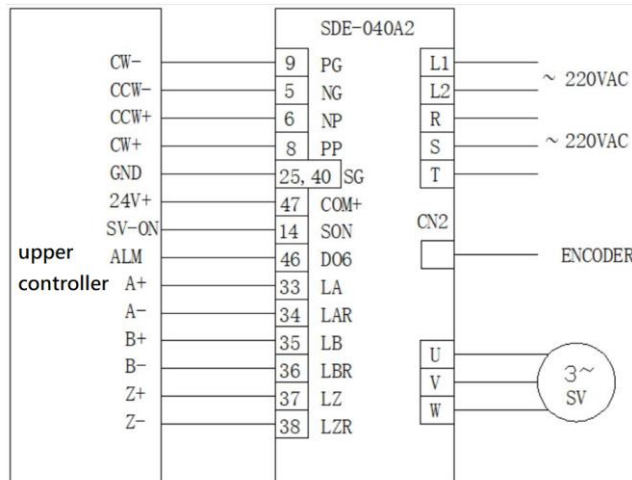 SDE-040A2
CW- 9 PG L1
CCW- 5 NG L2 ~ 220VAC
CCW+ 6 NP R
CW+ 8 PP S ~ 220VAC
GND 25, 40 SG T
24V+ 47 COM+
SV-ON 14 SON CN2
upper controller
ALM 46 DO6 ENCODER
A+ 33 LA
A- 34 LAR
B+ 35 LB U
B- 36 LBR V 3~
Z+ 37 LZ W SV
Z- 38 LZR